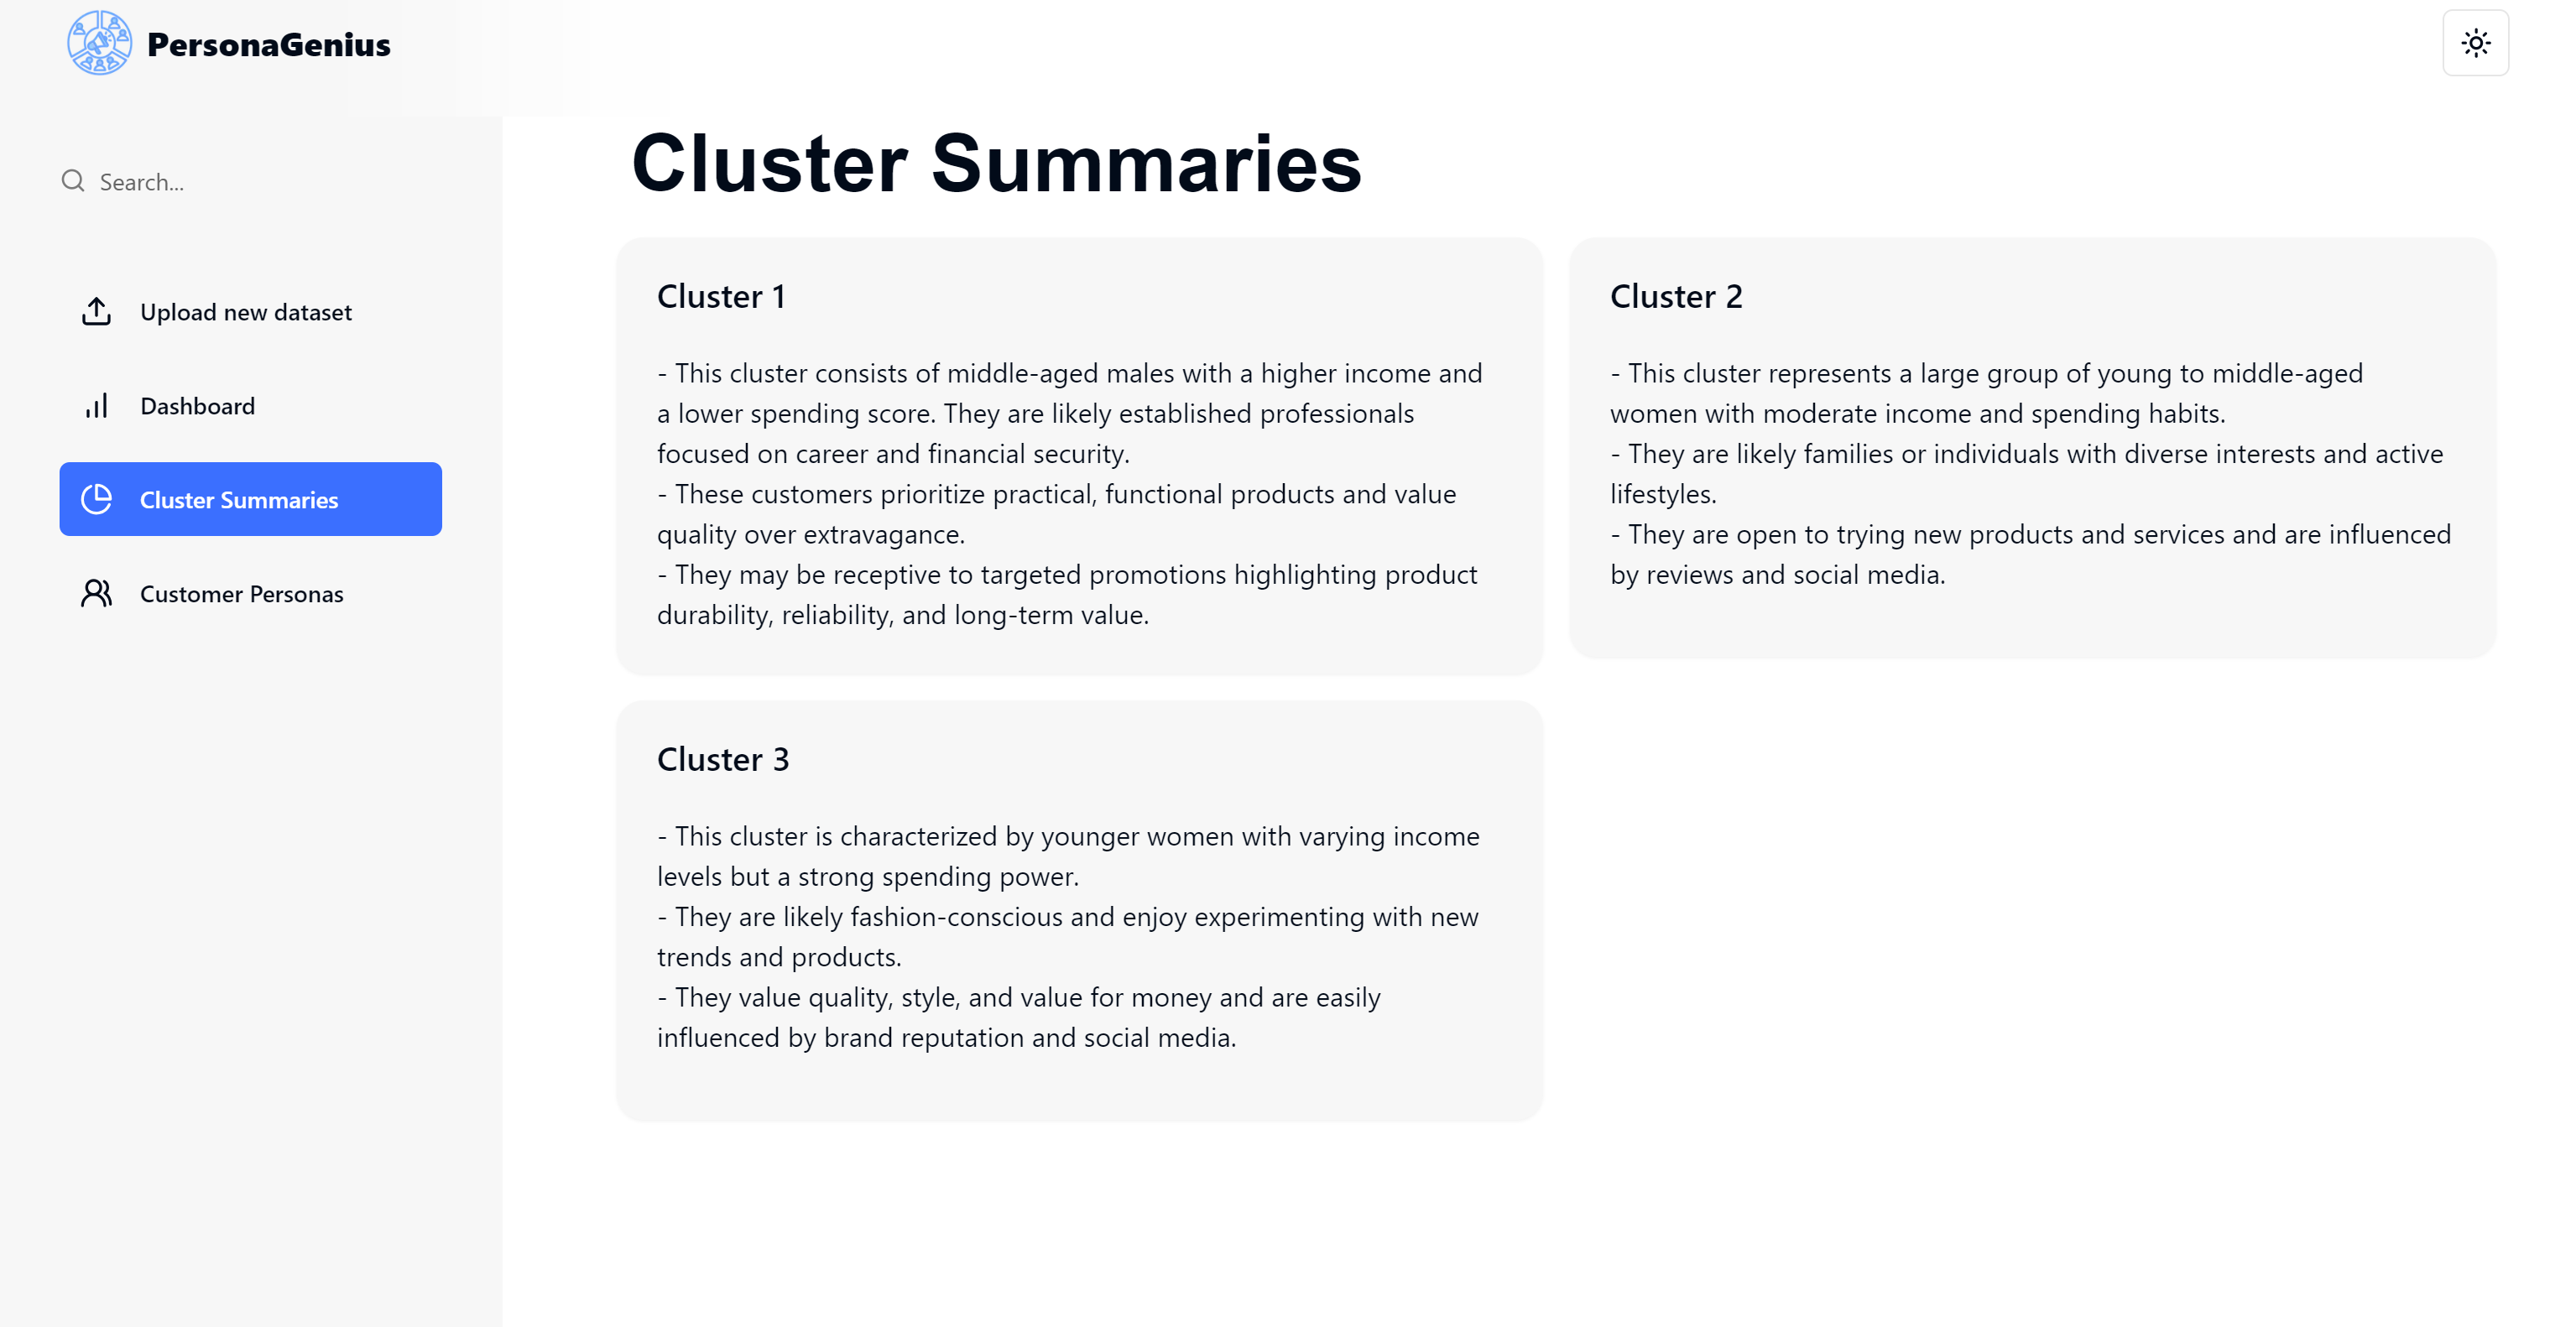 PersonaGenius
Search...
Upload new dataset
Dashboard
Cluster Summaries
Customer Personas
Cluster Summaries
Cluster 1
- This cluster consists of middle-aged males with a higher income and
a lower spending score. They are likely established professionals
focused on career and financial security.
- These customers prioritize practical, functional products and value
quality over extravagance.
- They may be receptive to targeted promotions highlighting product
durability, reliability, and long-term value.
Cluster 2
- This cluster represents a large group of young to middle-aged
women with moderate income and spending habits.
- They are likely families or individuals with diverse interests and active
lifestyles.
- They are open to trying new products and services and are influenced
by reviews and social media.
Cluster 3
- This cluster is characterized by younger women with varying income
levels but a strong spending power.
- They are likely fashion-conscious and enjoy experimenting with new
trends and products.
- They value quality, style, and value for money and are easily
influenced by brand reputation and social media.